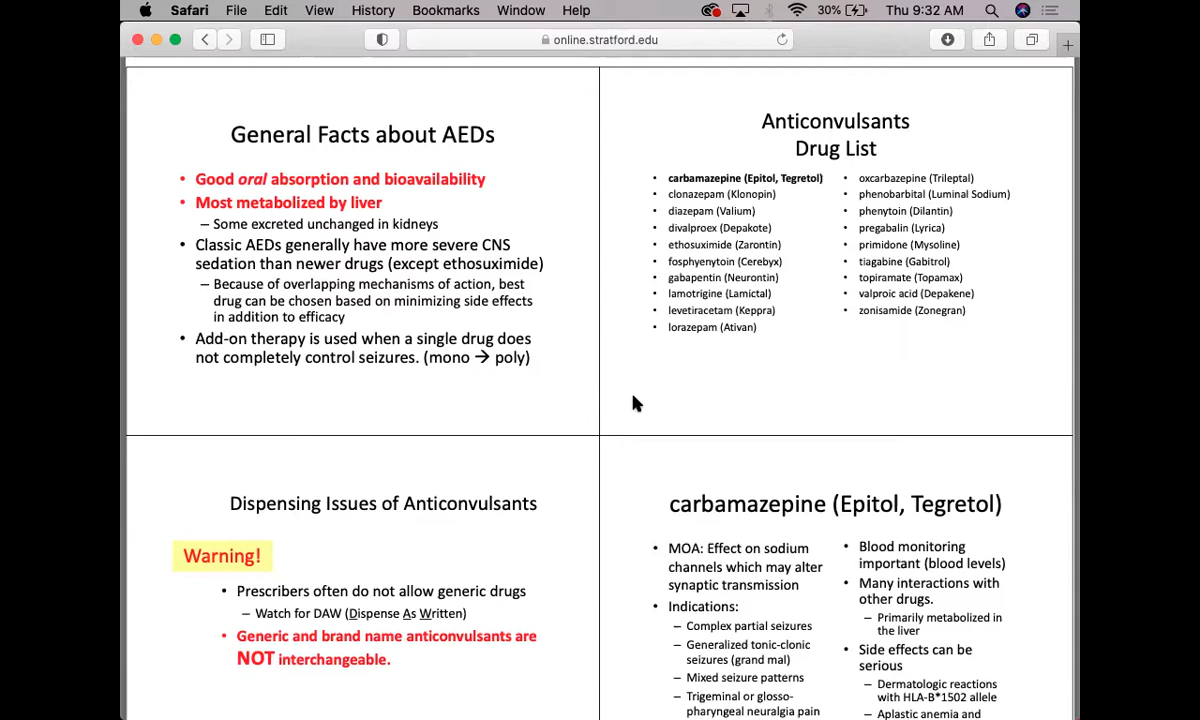 Safari File Edit View History Bookmarks Window Help 30% Thu 9:32 AM
online.stratford.edu
General Facts about AEDs
• Good oral absorption and bioavailability
• Most metabolized by liver
– Some excreted unchanged in kidneys
• Classic AEDs generally have more severe CNS
sedation than newer drugs (except ethosuximide)
– Because of overlapping mechanisms of action, best
drug can be chosen based on minimizing side effects
in addition to efficacy
• Add-on therapy is used when a single drug does
not completely control seizures. (mono → poly)
Anticonvulsants
Drug List
• carbamazepine (Epitol, Tegretol)
• clonazepam (Klonopin)
• diazepam (Valium)
• divalproex (Depakote)
• ethosuximide (Zarontin)
• fosphyenytoin (Cerebyx)
• gabapentin (Neurontin)
• lamotrigine (Lamictal)
• levetiracetam (Keppra)
• lorazepam (Ativan)
• oxcarbazepine (Trileptal)
• phenobarbital (Luminal Sodium)
• phenytoin (Dilantin)
• pregabalin (Lyrica)
• primidone (Mysoline)
• tiagabine (Gabitrol)
• topiramate (Topamax)
• valproic acid (Depakene)
• zonisamide (Zonegran)
Dispensing Issues of Anticonvulsants
Warning!
• Prescribers often do not allow generic drugs
– Watch for DAW (Dispense As Written)
• Generic and brand name anticonvulsants are
NOT interchangeable.
carbamazepine (Epitol, Tegretol)
• MOA: Effect on sodium
channels which may alter
synaptic transmission
• Indications:
– Complex partial seizures
– Generalized tonic-clonic
seizures (grand mal)
– Mixed seizure patterns
– Trigeminal or glosso-
pharyngeal neuralgia pain
• Blood monitoring
important (blood levels)
• Many interactions with
other drugs.
– Primarily metabolized in
the liver
• Side effects can be
serious
– Dermatologic reactions
with HLA-B*1502 allele
– Aplastic anemia and